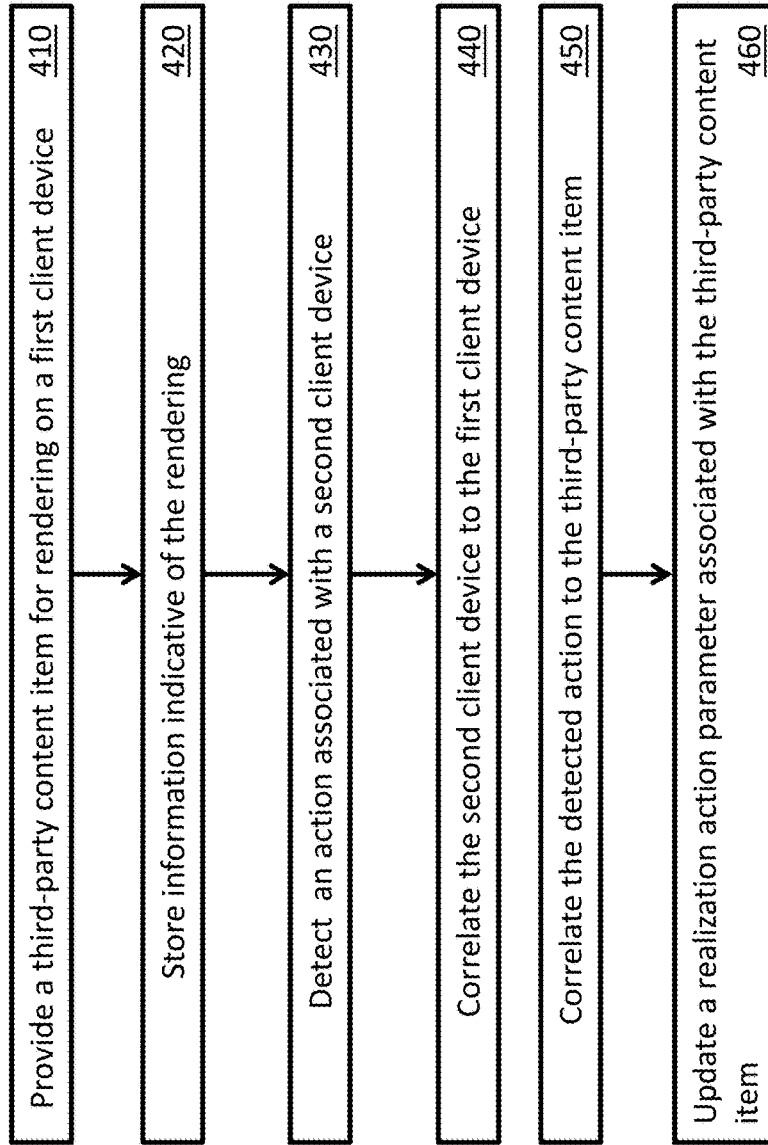 Provide a third-party content item for rendering on a first client device 410
Store information indicative of the rendering 420
Detect an action associated with a second client device 430
Correlate the second client device to the first client device 440
Correlate the detected action to the third-party content item 450
Update a realization action parameter associated with the third-party content
item 460